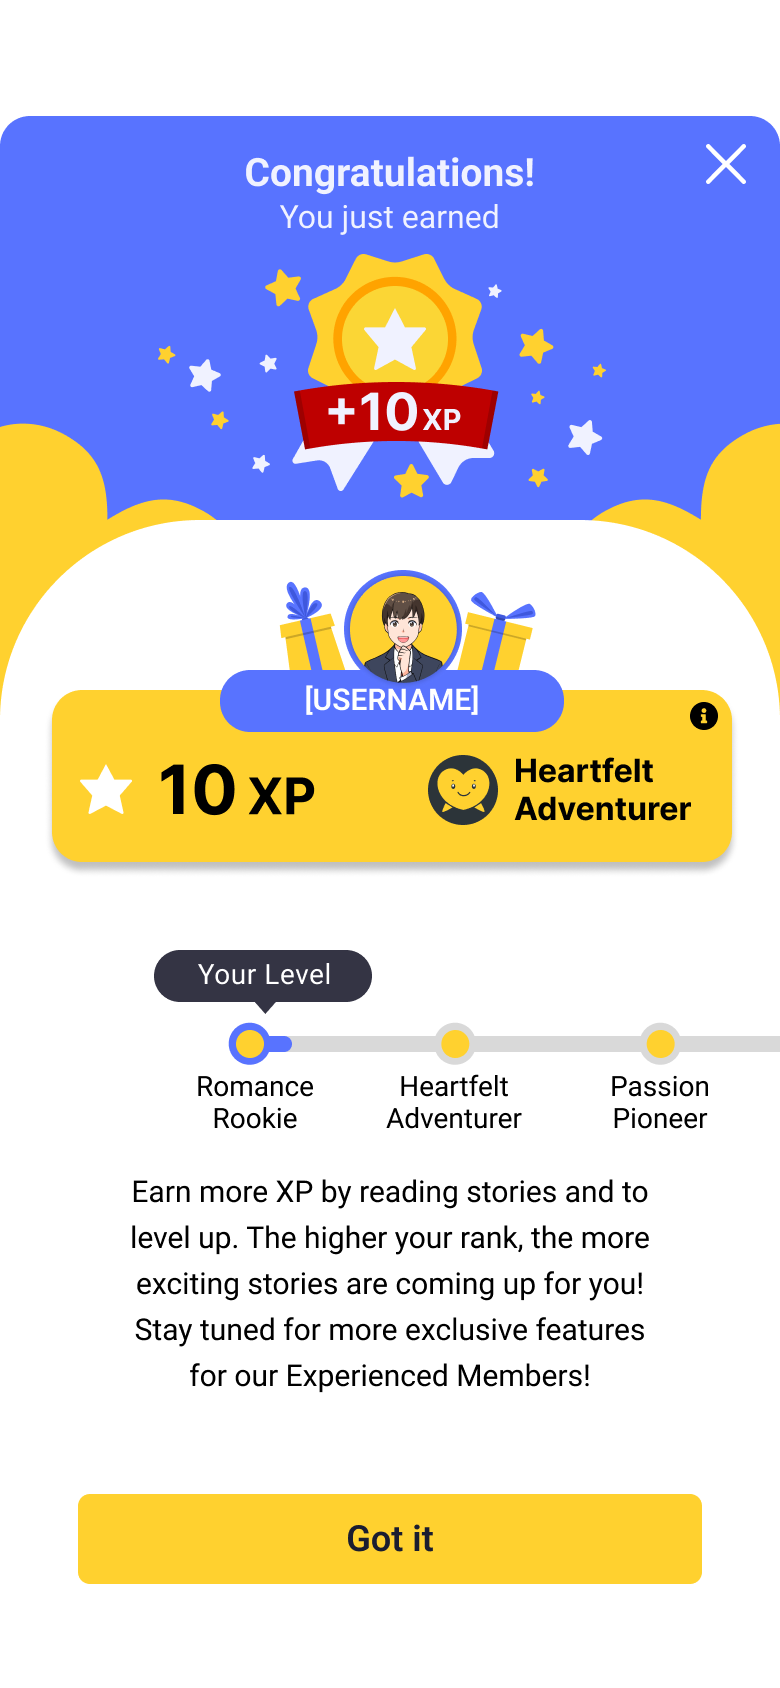 Congratulations!
You just earned
+10 XP
[USERNAME]
10 XP
Heartfelt
Adventurer
Your Level
Romance
Rookie
Heartfelt
Adventurer
Passion
Pioneer
Earn more XP by reading stories and to
level up. The higher your rank, the more
exciting stories are coming up for you!
Stay tuned for more exclusive features
for our Experienced Members!
Got it